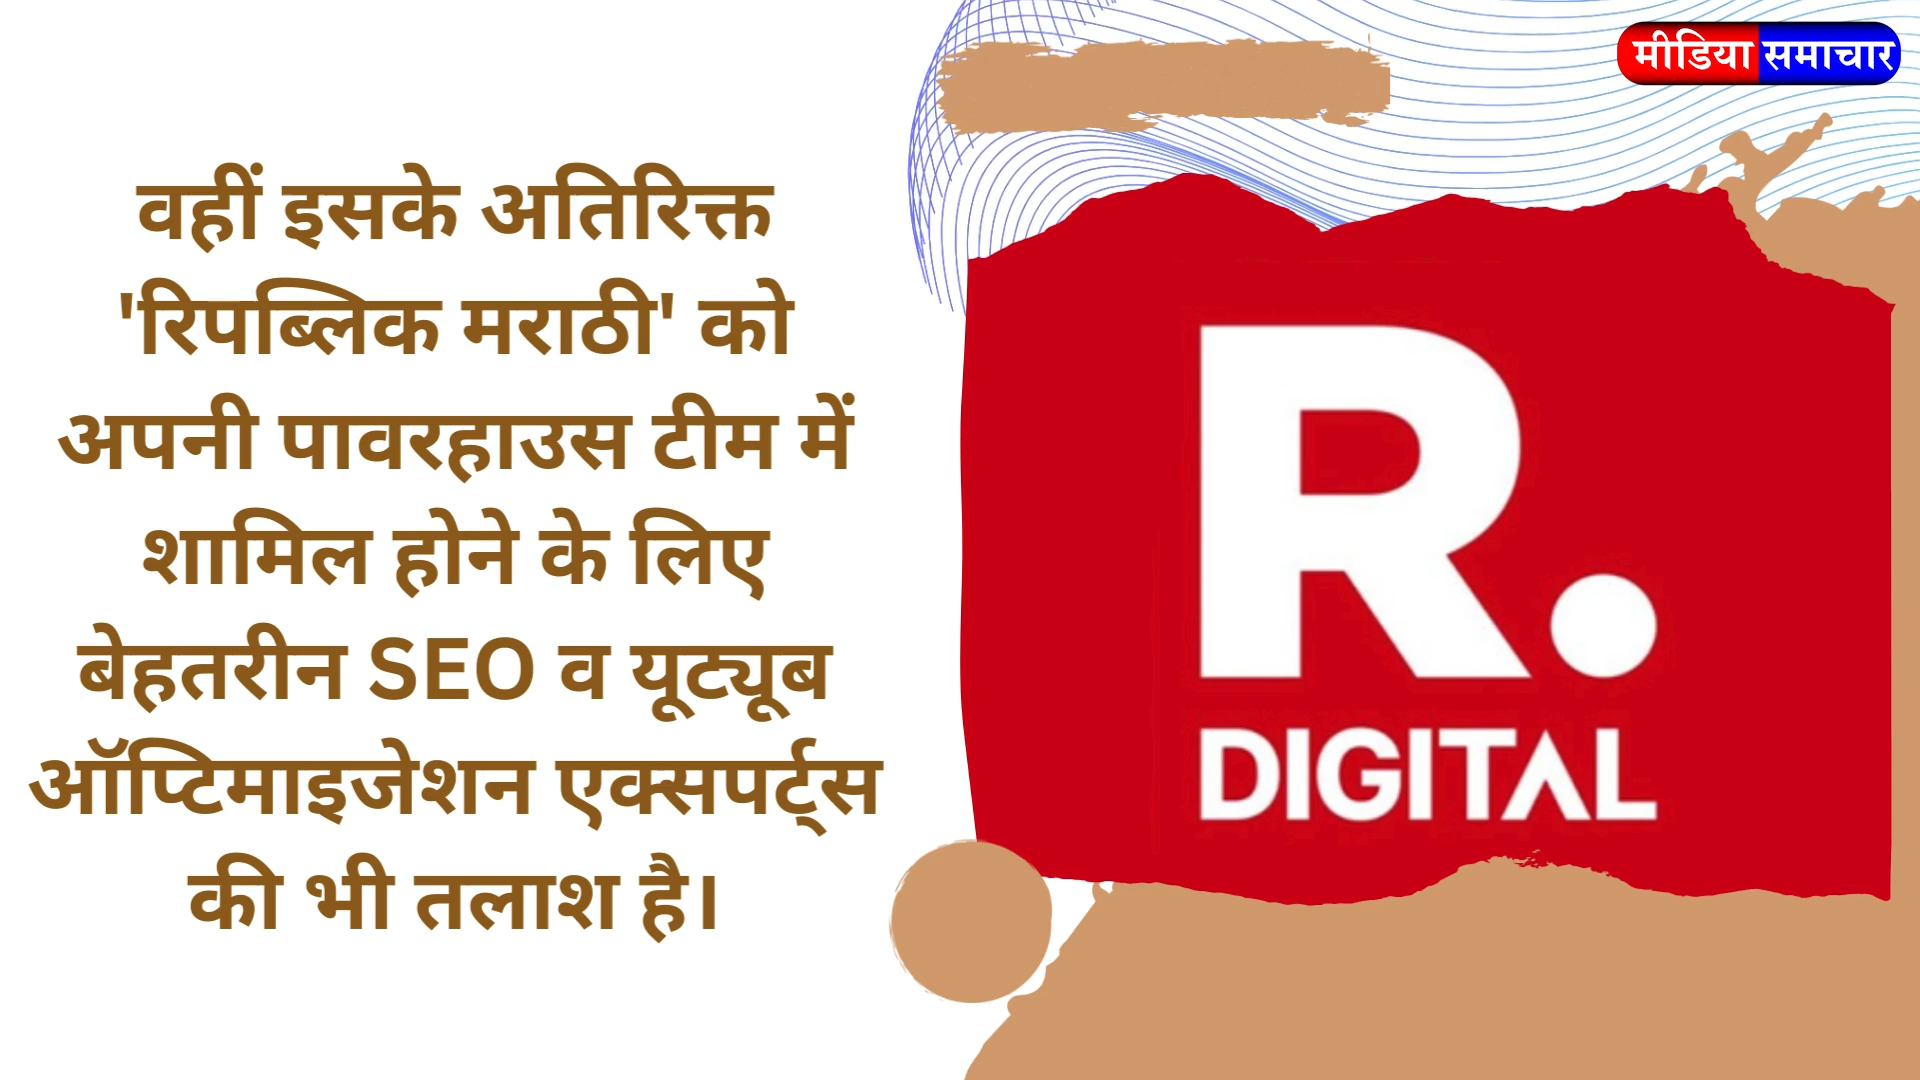 मीडिया समाचार
वहीं इसके अतिरिक्त
'रिपब्लिक मराठी' को
अपनी पावरहाउस टीम में
शामिल होने के लिए
बेहतरीन SEO व यूट्यूब
ऑप्टिमाइजेशन एक्सपर्ट्स
की भी तलाश है।
R.
DIGITAL